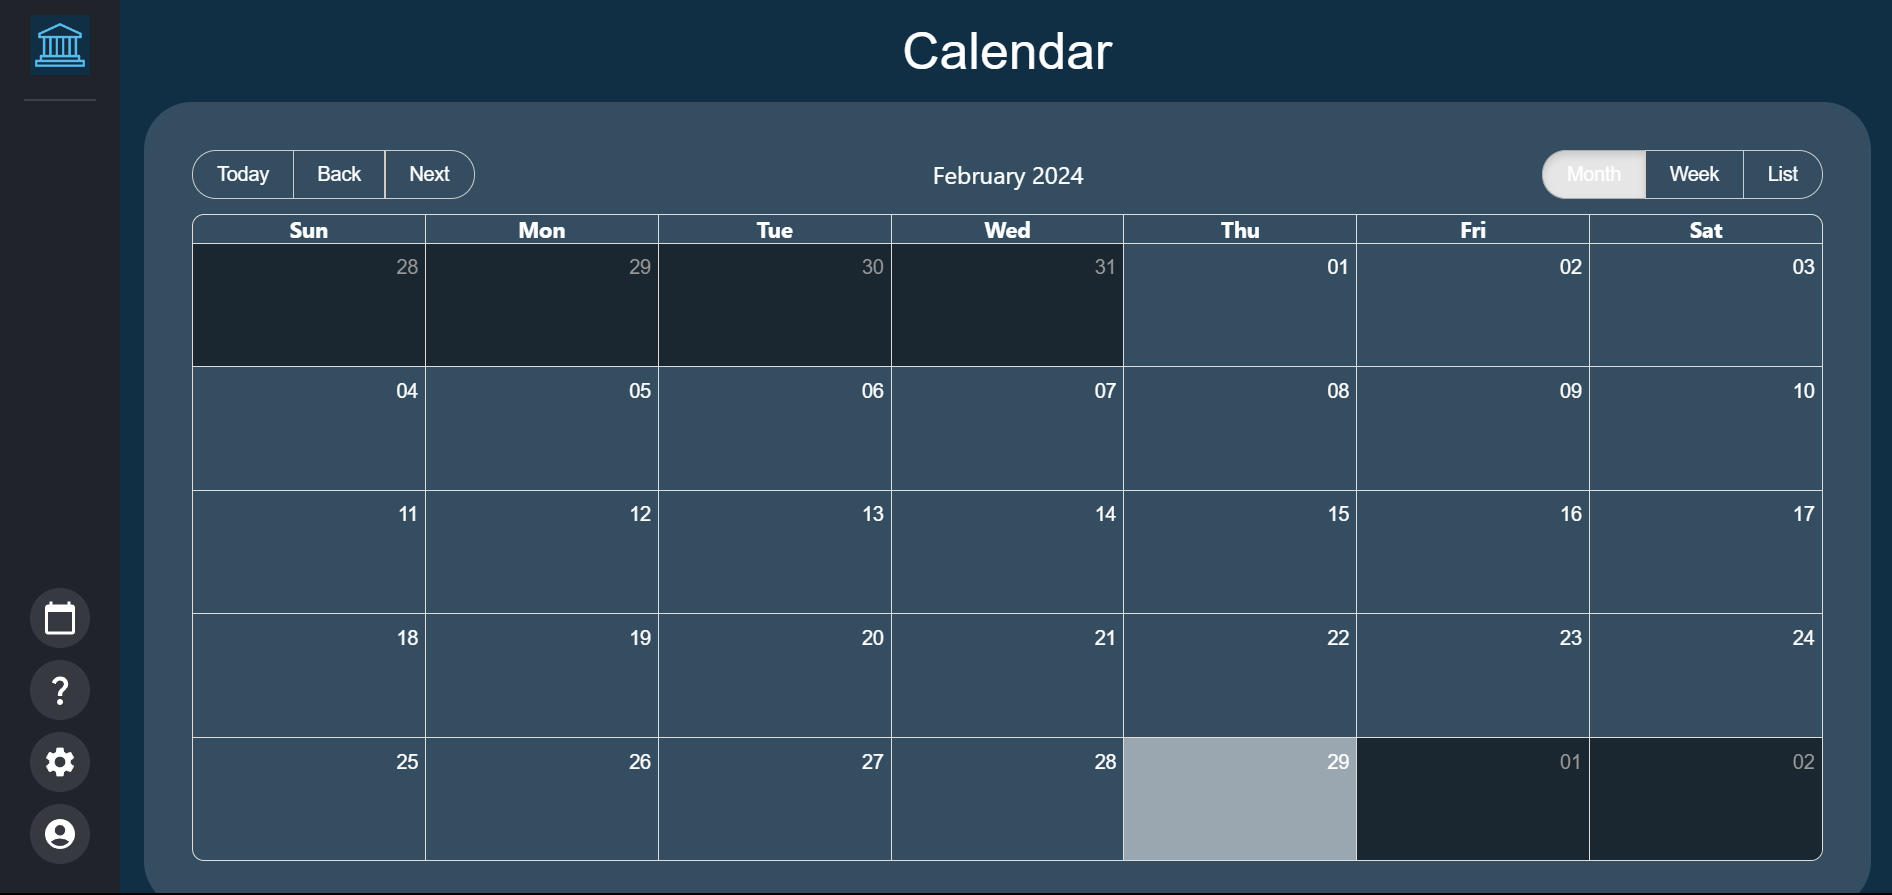 Calendar
Today Back Next February 2024 Month Week List
Sun Mon Tue Wed Thu Fri Sat
28 29 30 31 01 02 03
04 05 06 07 08 09 10
11 12 13 14 15 16 17
18 19 20 21 22 23 24
25 26 27 28 29 01 02